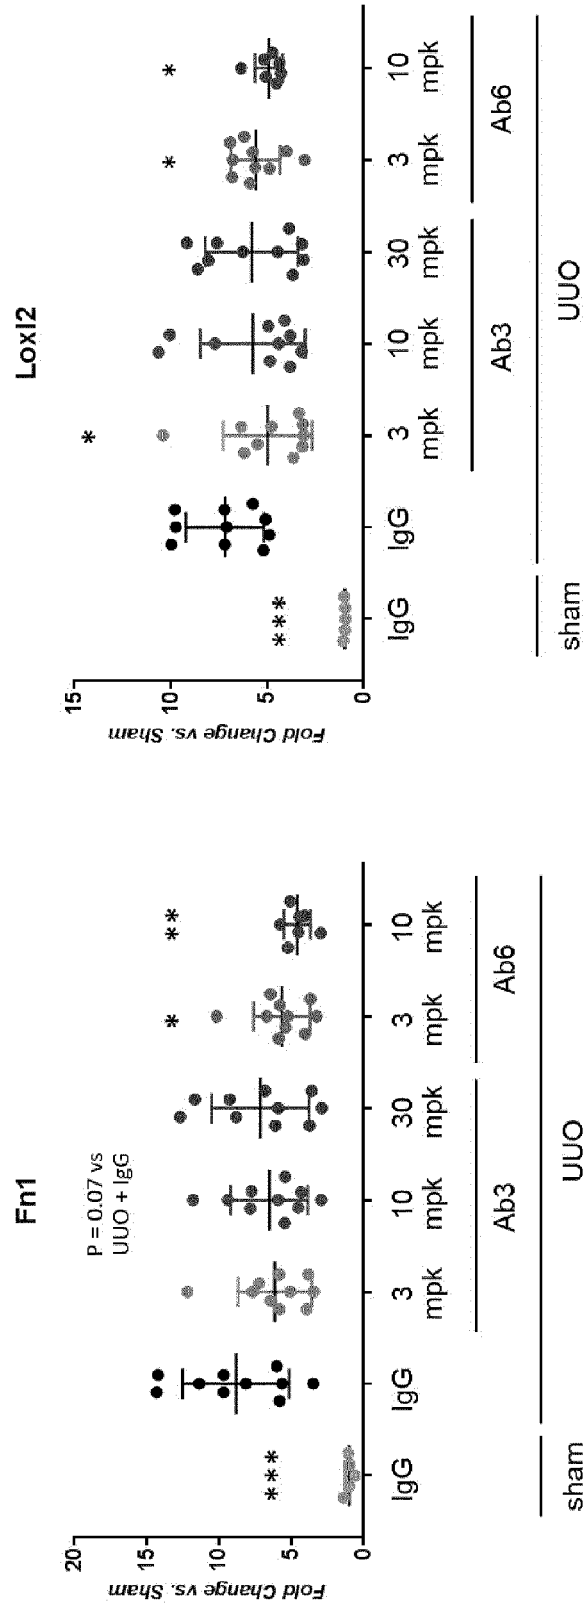 Fn1
Fold Change vs. Sham
20
15
10
5
0
***
P = 0.07 vs
UUO + IgG
*
**
IgG
IgG
3
mpk
10
mpk
30
mpk
3
mpk
10
mpk
Ab3
Ab6
sham
UUO
Loxl2
Fold Change vs. Sham
15
10
5
0
***
*
*
*
IgG
IgG
3
mpk
10
mpk
30
mpk
3
mpk
10
mpk
Ab3
Ab6
sham
UUO